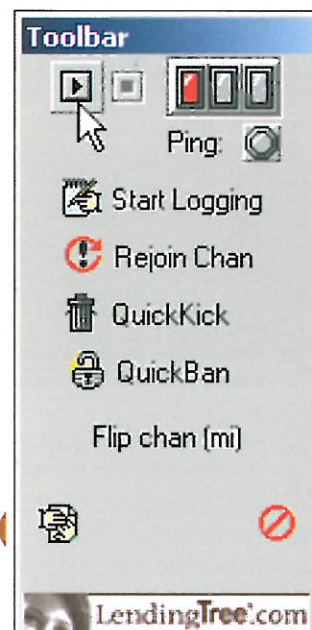 Toolbar
Ping:
Start Logging
Rejoin Chan
QuickKick
QuickBan
Flip chan (mi)
LendingTree.com